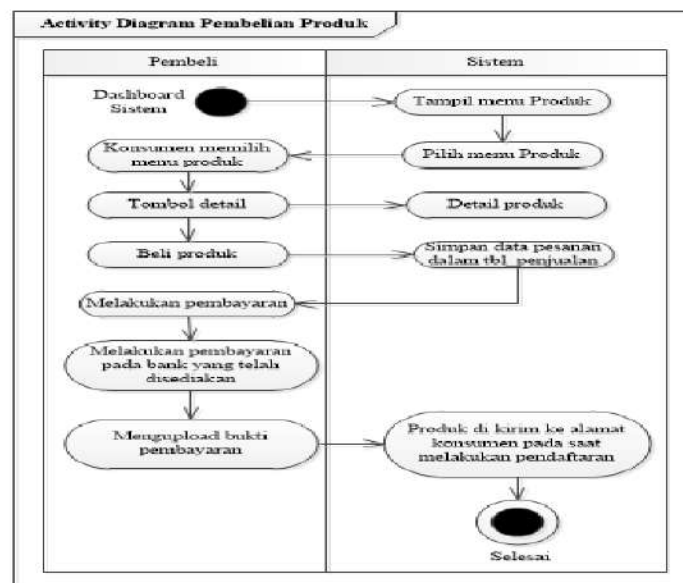 Activity Diagram Pembelian Produk
Pembeli
Sistem
Dashboard
Sistem
Tampil menu Produk
Konsumen memilih
menu produk
Pilih menu Produk
Tombol detail
Detail produk
Beli produk
Simpan data pesanan
dalam tbl_penjualan
Melakukan pembayaran
Melakukan pembayaran
pada bank yang telah
disediakan
Mengupload bukti
pembayaran
Produk di kirim ke alamat
konsumen pada saat
melakukan pendaftaran
Selesai